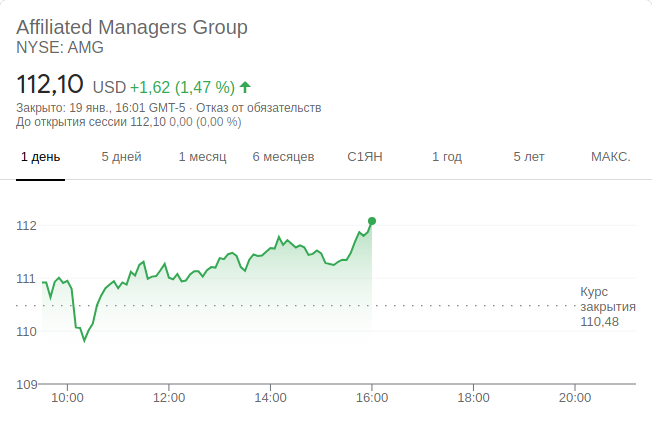 Affiliated Managers Group
NYSE: AMG
112,10 USD +1,62 (1,47 %)
Закрыто: 19 янв., 16:01 GMT-5 · Отказ от обязательств
До открытия сессии 112,10 0,00 (0,00 %)
1 день 5 дней 1 месяц 6 месяцев С1ЯН 1 год 5 лет МАКС.
112
111
Курс
закрытия
110,48
110
109
10:00 12:00 14:00 16:00 18:00 20:00